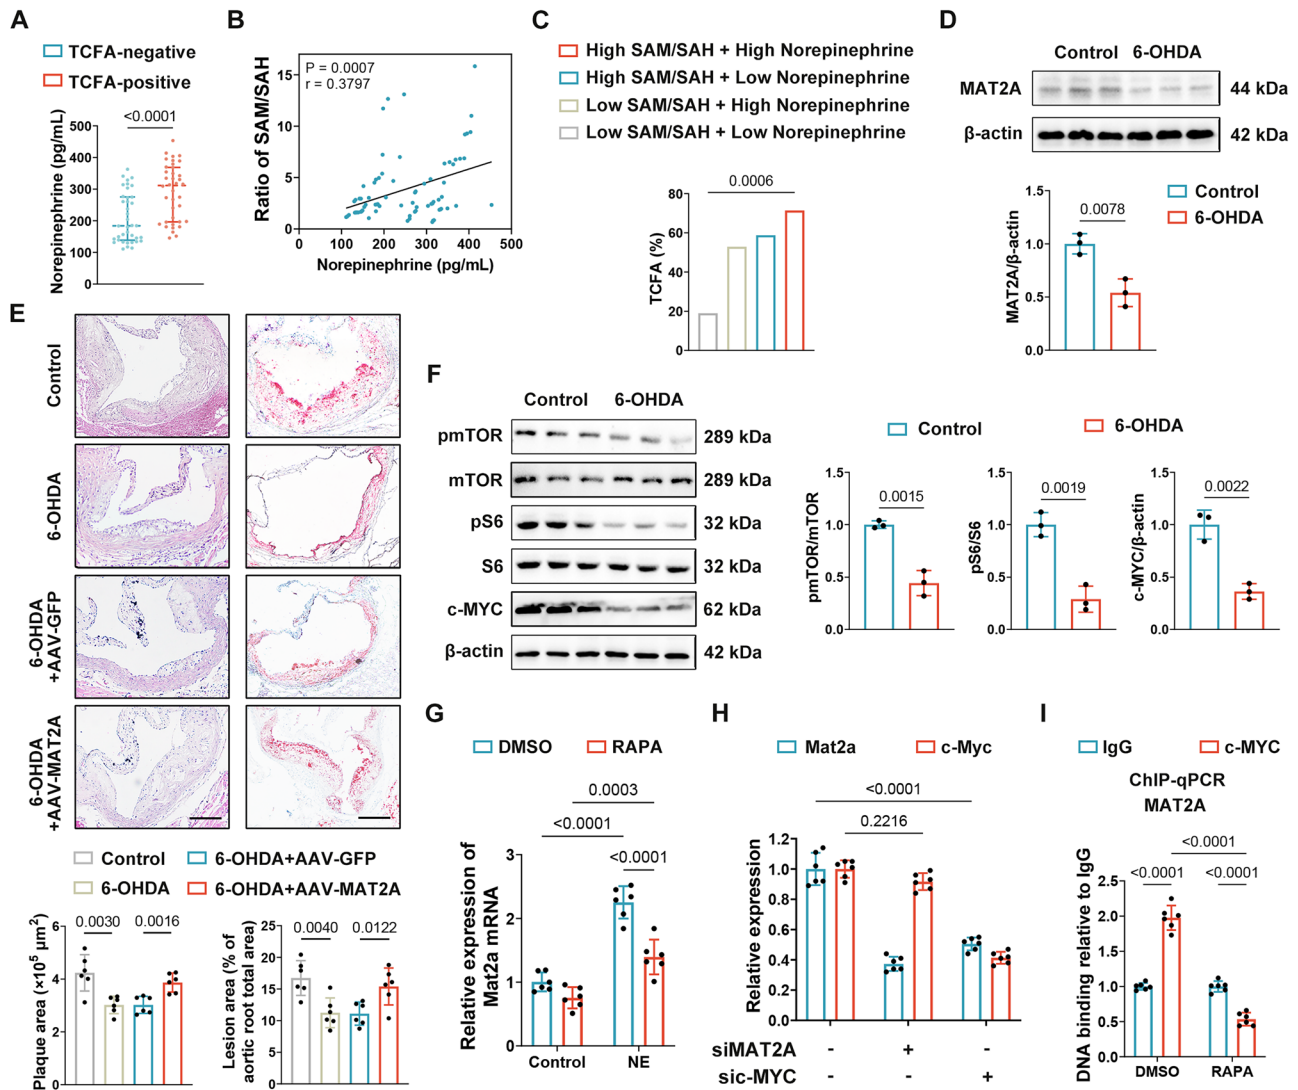 A
TCFA-negative
TCFA-positive
<0.0001
Norepinephrine (pg/mL)
500
400
300
200
100
0
B
P = 0.0007
r = 0.3797
Ratio of SAM/SAH
15
10
5
0
0 100 200 300 400 500
Norepinephrine (pg/mL)
C
High SAM/SAH + High Norepinephrine
High SAM/SAH + Low Norepinephrine
Low SAM/SAH + High Norepinephrine
Low SAM/SAH + Low Norepinephrine
0.0006
TCFA (%)
80
60
40
20
0
D
Control 6-OHDA
MAT2A 44 kDa
β-actin 42 kDa
Control
6-OHDA
0.0078
MAT2A/β-actin
1.5
1.0
0.5
0.0
E
Control
6-OHDA
6-OHDA
+AAV-GFP
6-OHDA
+AAV-MAT2A
Control 6-OHDA+AAV-GFP
6-OHDA 6-OHDA+AAV-MAT2A
0.0030 0.0016
Plaque area (×10⁵ μm²)
6
4
2
0
0.0040 0.0122
Lesion area (% of
aortic root total area)
25
20
15
10
5
0
F
Control 6-OHDA
pmTOR 289 kDa
mTOR 289 kDa
pS6 32 kDa
S6 32 kDa
c-MYC 62 kDa
β-actin 42 kDa
Control 6-OHDA
0.0015
pmTOR/mTOR
1.5
1.0
0.5
0.0
0.0019
pS6/S6
1.5
1.0
0.5
0.0
0.0022
c-MYC/β-actin
1.5
1.0
0.5
0.0
G
DMSO RAPA
0.0003
<0.0001
<0.0001
Relative expression of
Mat2a mRNA
3
2
1
0
Control NE
H
Mat2a c-Myc
<0.0001
0.2216
Relative expression
1.2
1.0
0.8
0.6
0.4
0.2
0.0
siMAT2A - + -
sic-MYC - - +
I
IgG c-MYC
ChIP-qPCR
MAT2A
<0.0001
<0.0001 <0.0001
DNA binding relative to IgG
2.5
2.0
1.5
1.0
0.5
0.0
DMSO RAPA